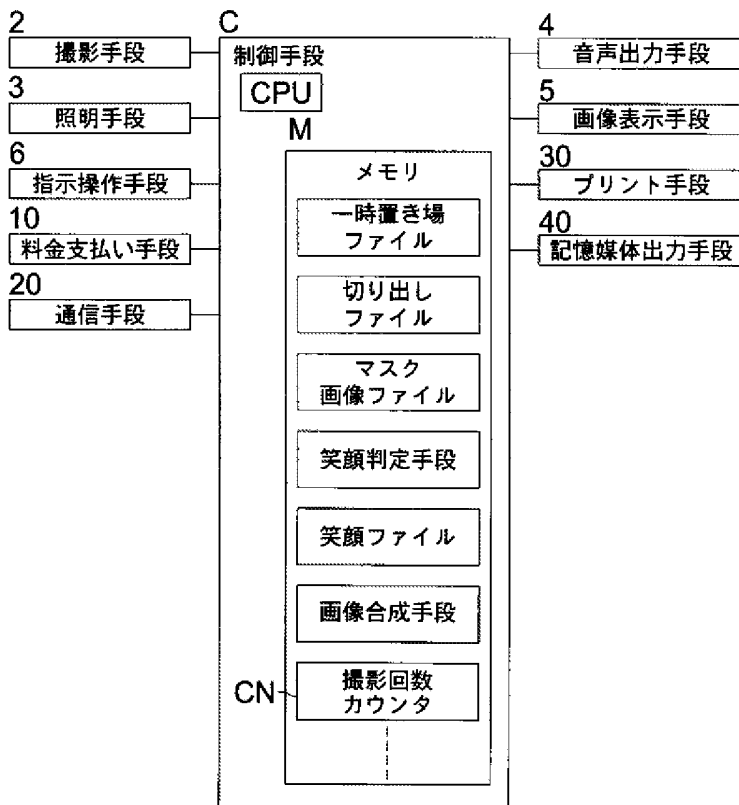 2
撮影手段
3
照明手段
6
指示操作手段
10
料金支払い手段
20
通信手段
C
制御手段
CPU
M
メモリ
一時置き場
ファイル
切り出し
ファイル
マスク
画像ファイル
笑顔判定手段
笑顔ファイル
画像合成手段
CN
撮影回数
カウンタ
4
音声出力手段
5
画像表示手段
30
プリント手段
40
記憶媒体出力手段